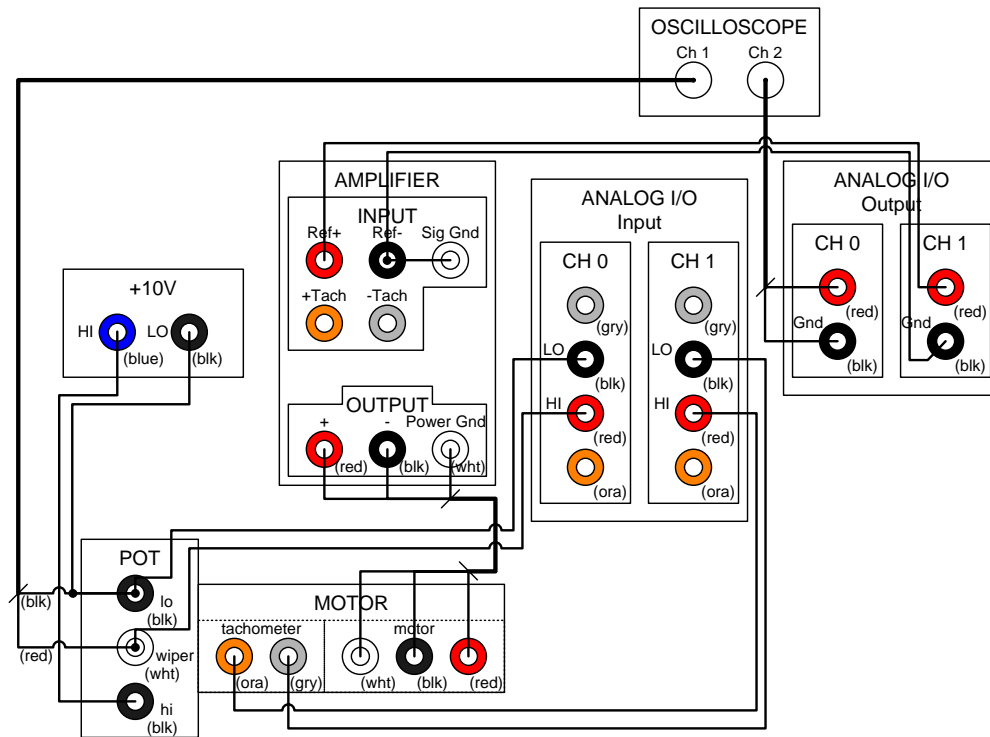 OSCILLOSCOPE
Ch 1 Ch 2
AMPLIFIER
INPUT
Ref+ Ref- Sig Gnd
+Tach -Tach
OUTPUT
+ - Power Gnd
(red) (blk) (wht)
ANALOG I/O
Input
CH 0
(gry)
LO
(blk)
HI
(red)
(ora)
CH 1
(gry)
LO
(blk)
HI
(red)
(ora)
ANALOG I/O
Output
CH 0
(red)
Gnd
(blk)
CH 1
(red)
Gnd
(blk)
+10V
HI LO
(blue) (blk)
POT
(blk)
lo
(blk)
(red)
wiper
(wht)
hi
(blk)
MOTOR
tachometer
(ora) (gry)
motor
(wht) (blk) (red)